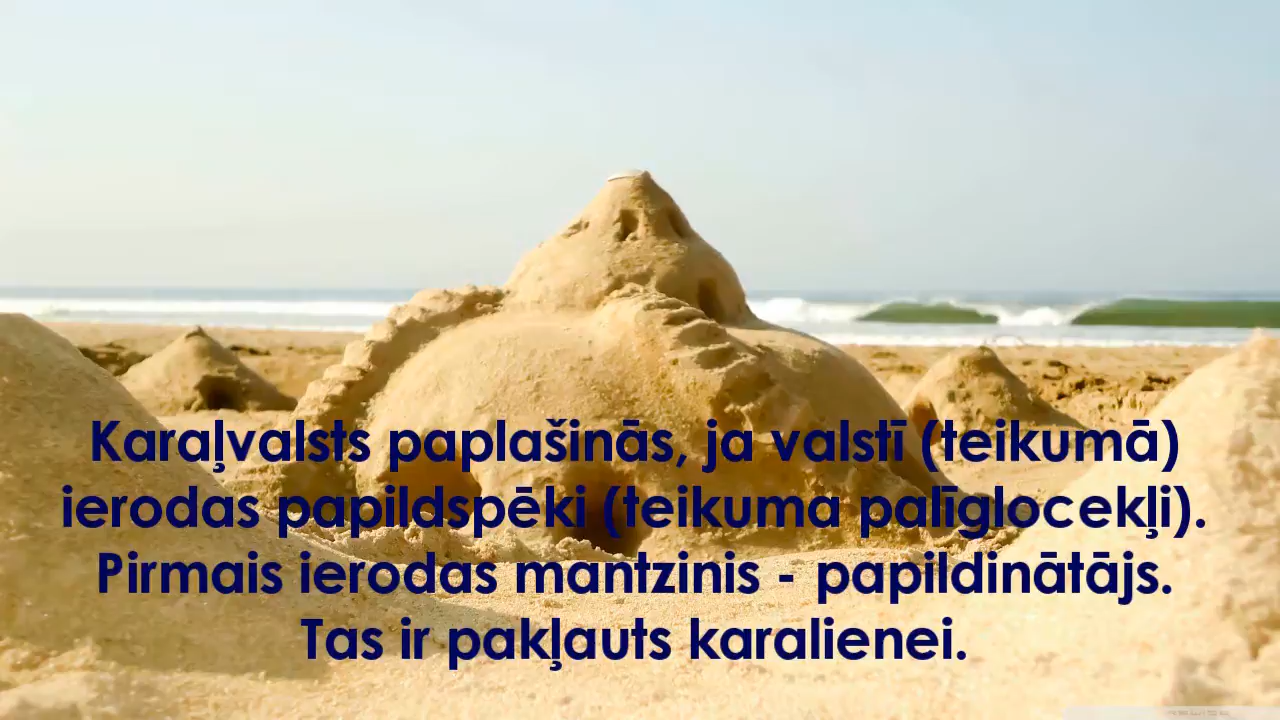 Karaļvalsts paplašinās, ja valstī (teikumā)
ierodas papildspēki (teikuma palīglocekļi).
Pirmais ierodas mantzinis - papildinātājs.
Tas ir pakļauts karalienei.